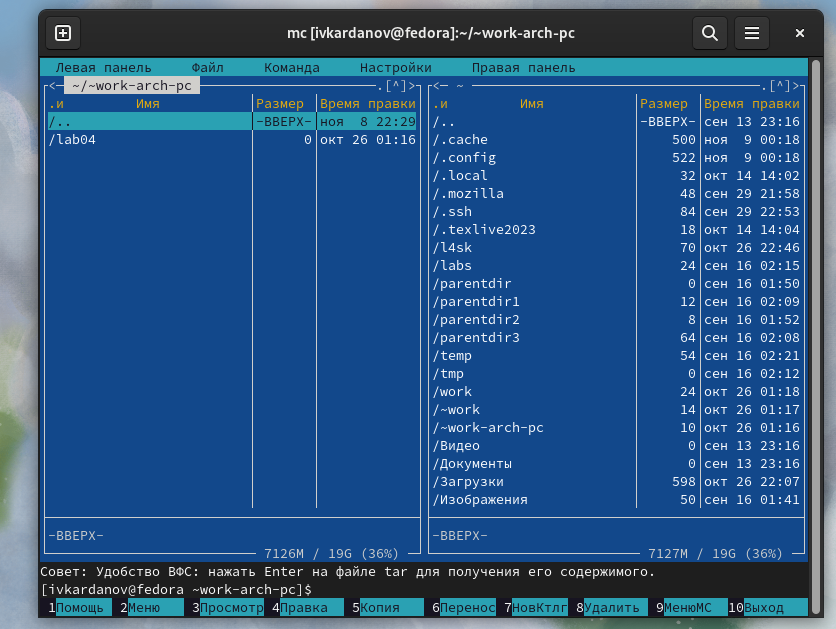 mc [ivkardanov@fedora]:~/~work-arch-pc
Левая панель Файл Команда Настройки Правая панель
<─ ~/~work-arch-pc .[^]>
.и Имя Размер Время правки
/.. -ВВЕРХ- ноя 8 22:29
/lab04 0 окт 26 01:16
-ВВЕРХ-
7126M / 19G (36%)
<─ ~ .[^]>
.и Имя Размер Время правки
/.. -ВВЕРХ- сен 13 23:16
/.cache 500 ноя 9 00:18
/.config 522 ноя 9 00:18
/.local 32 окт 14 14:02
/.mozilla 48 сен 29 21:58
/.ssh 84 сен 29 22:53
/.texlive2023 18 окт 14 14:04
/l4sk 70 окт 26 22:46
/labs 24 сен 16 02:15
/parentdir 0 сен 16 01:50
/parentdir1 12 сен 16 02:09
/parentdir2 8 сен 16 01:52
/parentdir3 64 сен 16 02:08
/temp 54 сен 16 02:21
/tmp 0 сен 16 02:12
/work 24 окт 26 01:18
/~work 14 окт 26 01:17
/~work-arch-pc 10 окт 26 01:16
/Видео 0 сен 13 23:16
/Документы 0 сен 13 23:16
/Загрузки 598 окт 26 22:07
/Изображения 50 сен 16 01:41
-ВВЕРХ-
7127M / 19G (36%)
Совет: Удобство ВФС: нажать Enter на файле tar для получения его содержимого.
[ivkardanov@fedora ~work-arch-pc]$
1Помощь 2Меню 3Просмотр 4Правка 5Копия 6Перенос 7НовКтлг 8Удалить 9МенюMC 10Выход